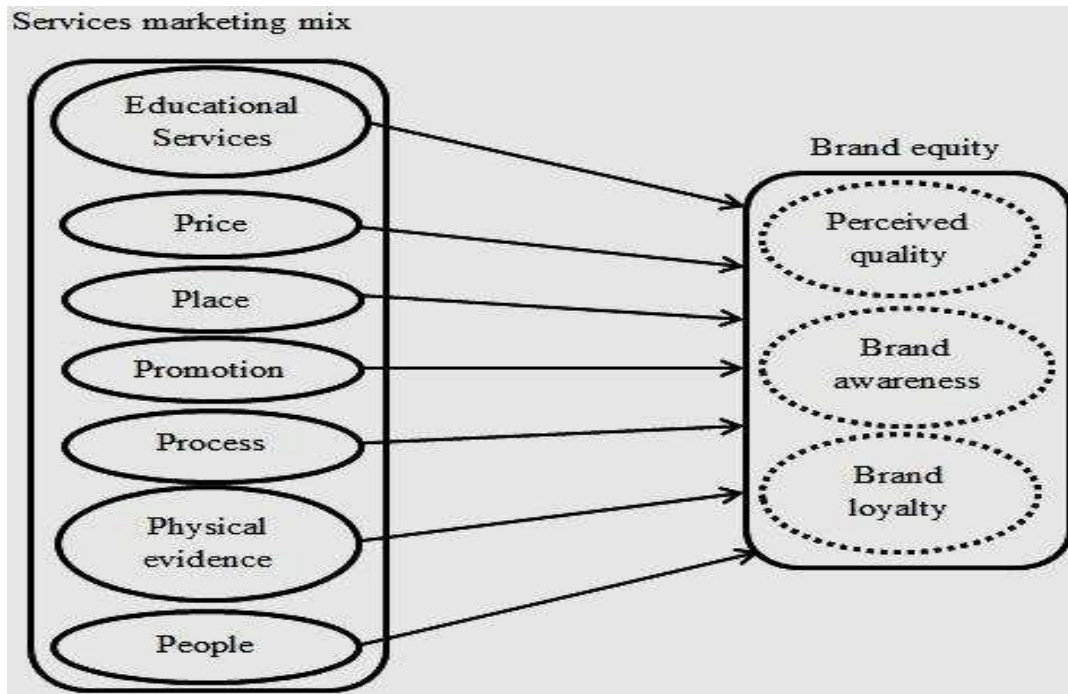 Services marketing mix
Educational
Services
Price
Place
Promotion
Process
Physical
evidence
People
Brand equity
Perceived
quality
Brand
awareness
Brand
loyalty